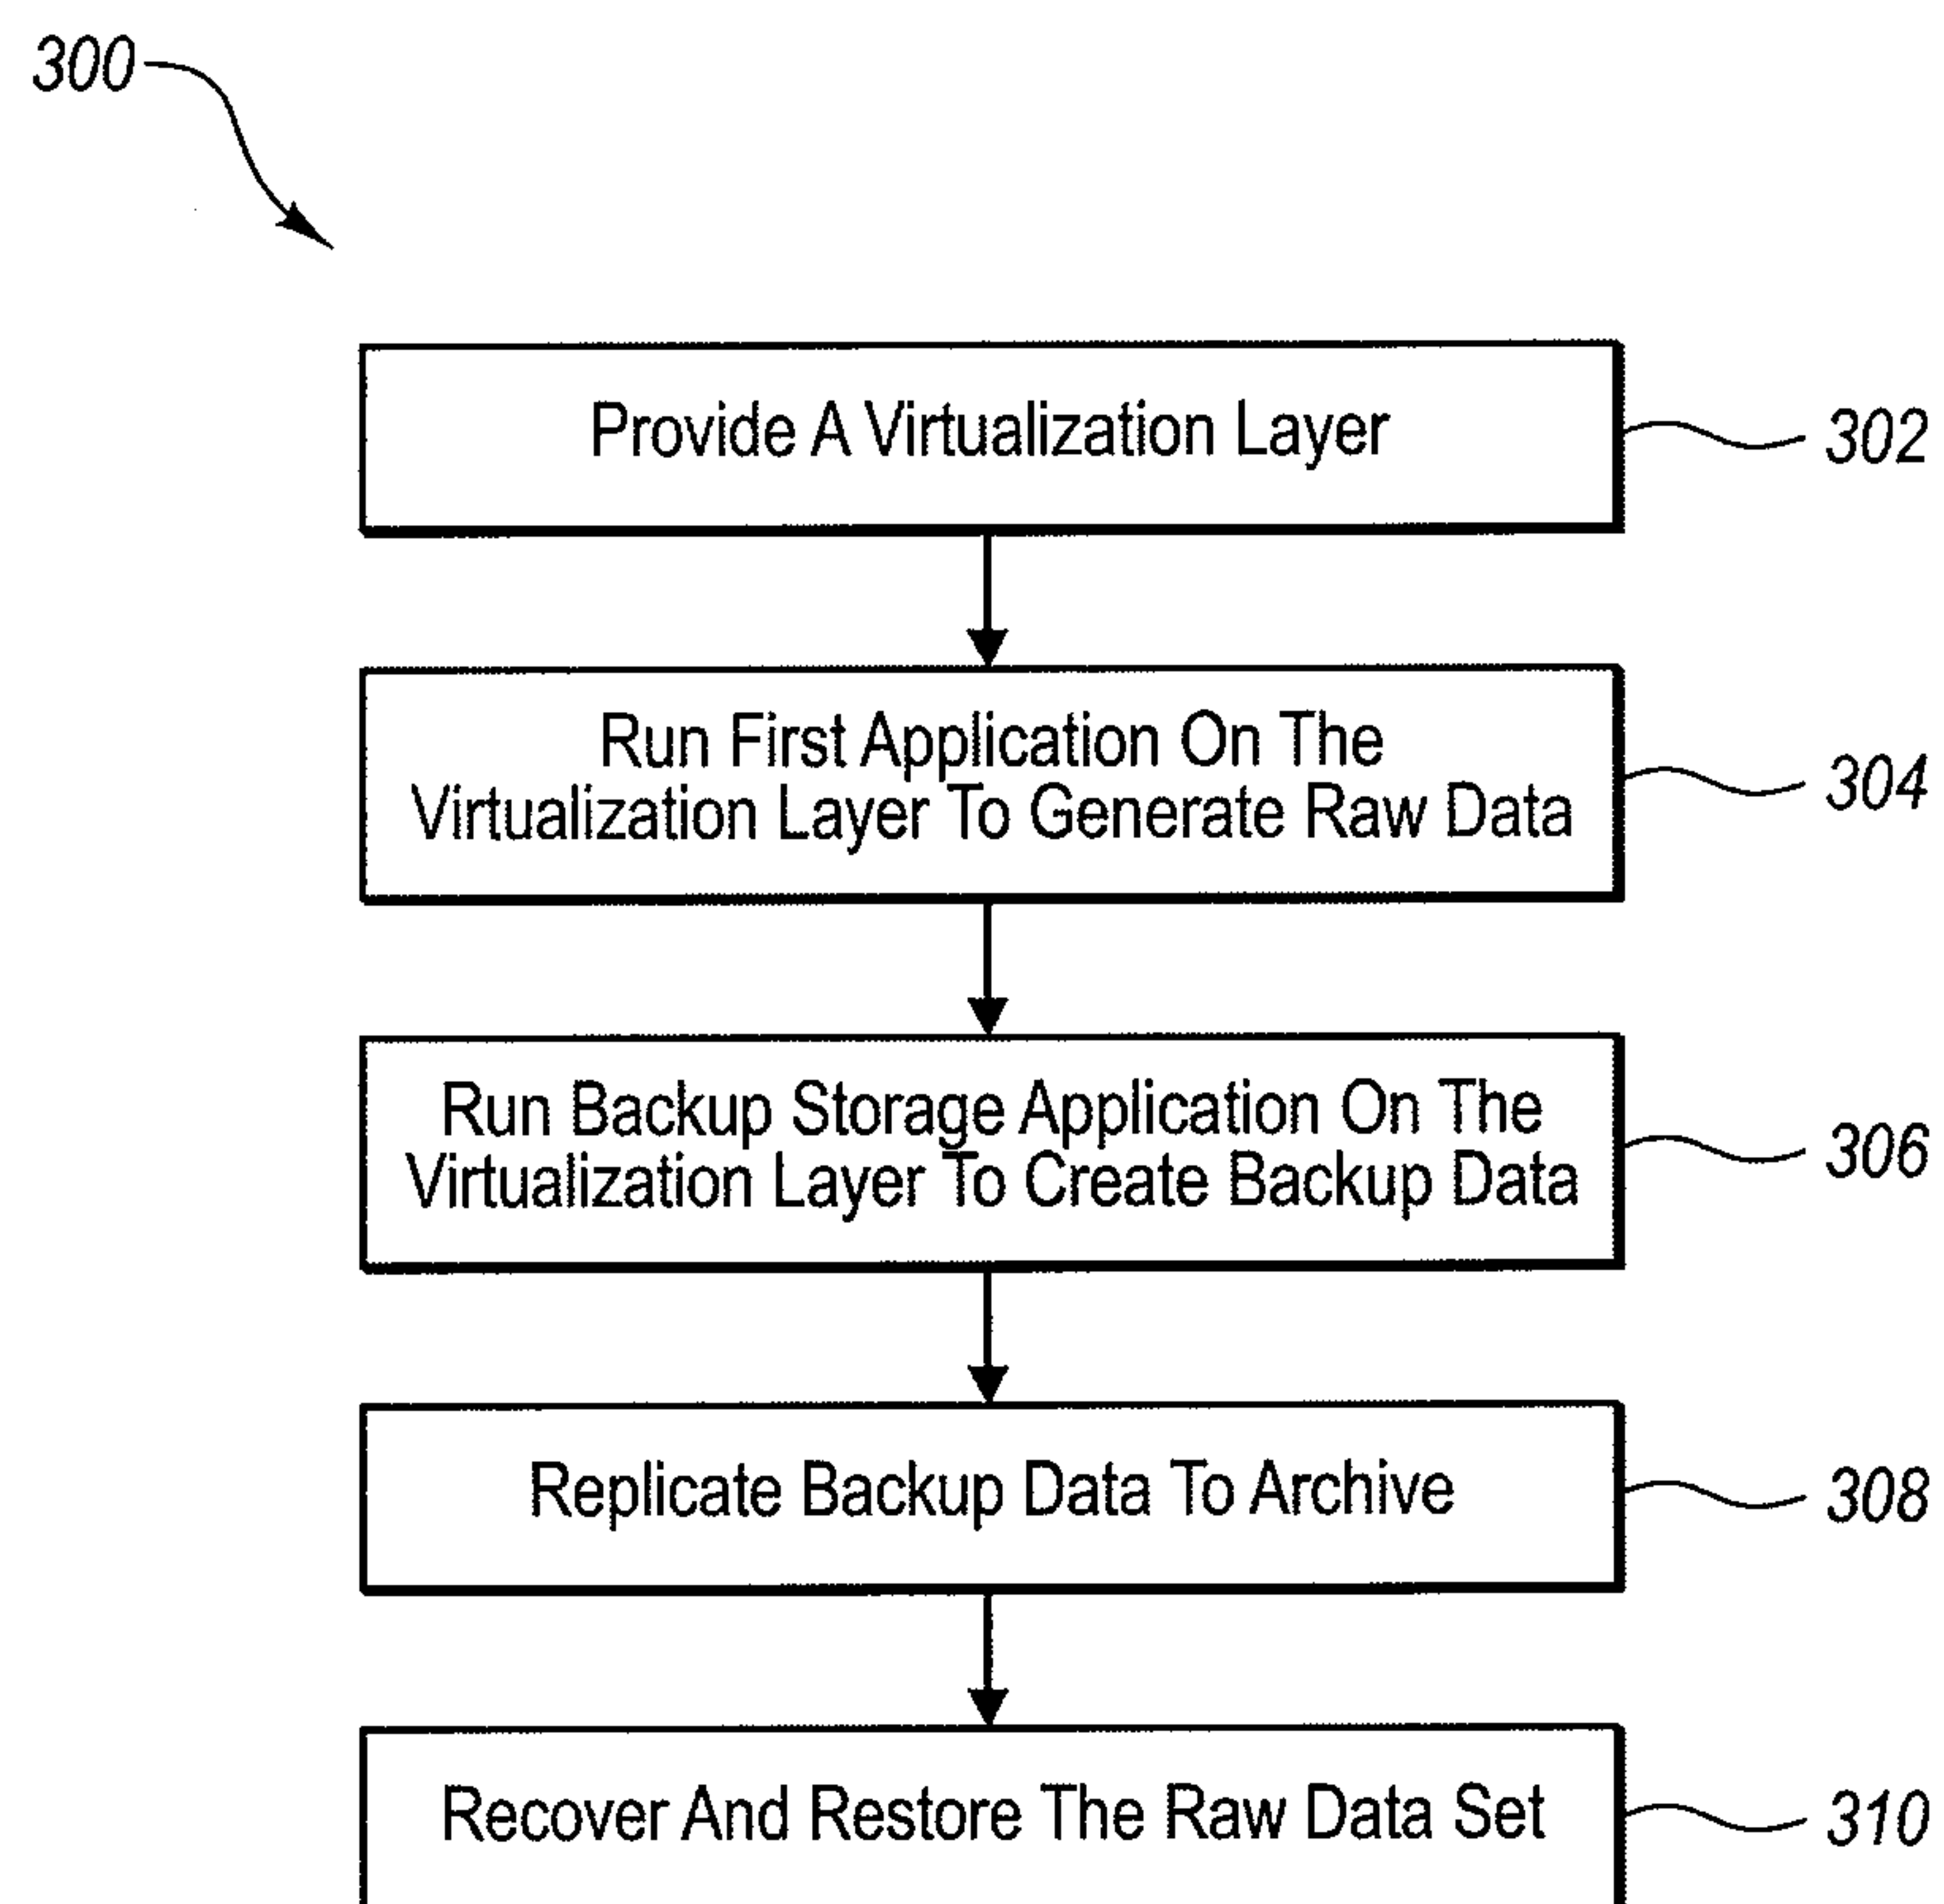 300
Provide A Virtualization Layer
302
Run First Application On The
Virtualization Layer To Generate Raw Data
304
Run Backup Storage Application On The
Virtualization Layer To Create Backup Data
306
Replicate Backup Data To Archive
308
Recover And Restore The Raw Data Set
310